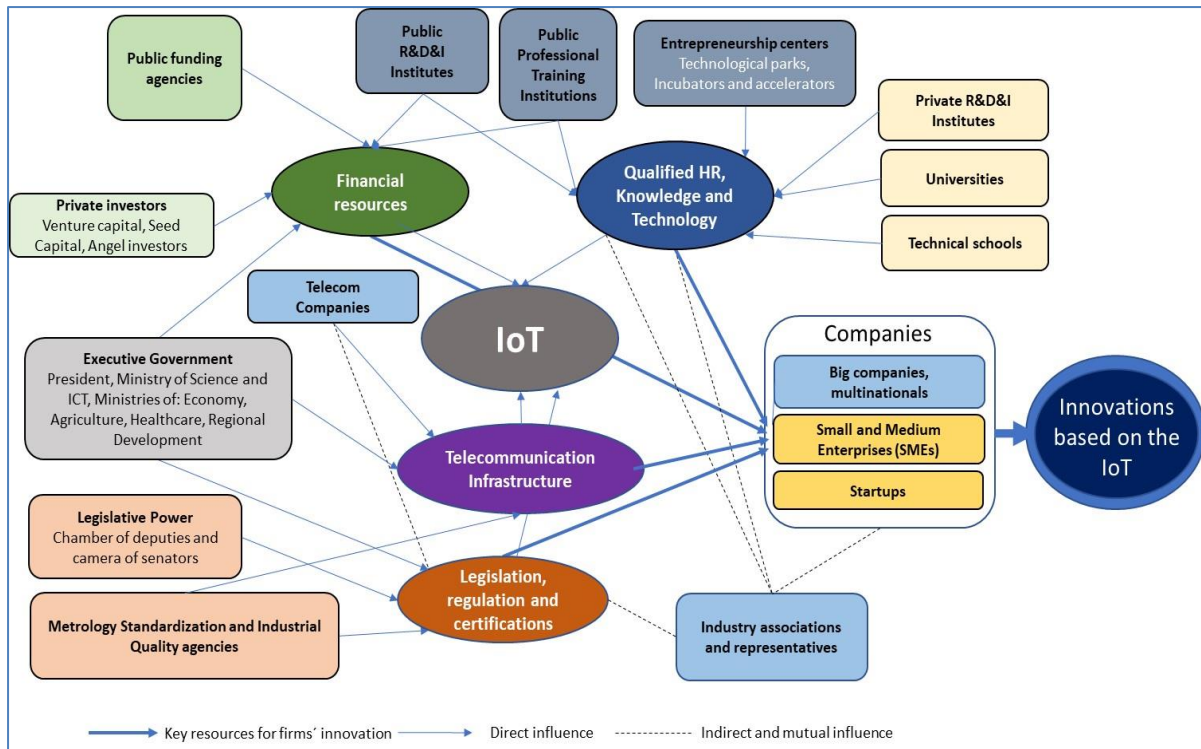 Public funding
agencies
Public
R&D&I
Institutes
Public
Professional
Training
Institutions
Entrepreneurship centers
Technological parks,
Incubators and accelerators
Private R&D&I
Institutes
Universities
Technical schools
Financial
resources
Qualified HR,
Knowledge and
Technology
Private investors
Venture capital, Seed
Capital, Angel investors
Telecom
Companies
IoT
Executive Government
President, Ministry of Science and
ICT, Ministries of: Economy,
Agriculture, Healthcare, Regional
Development
Companies
Big companies,
multinationals
Small and Medium
Enterprises (SMEs)
Startups
Innovations
based on the
IoT
Telecommunication
Infrastructure
Legislative Power
Chamber of deputies and
camera of senators
Legislation,
regulation and
certifications
Metrology Standardization and Industrial
Quality agencies
Industry associations
and representatives
Key resources for firms´ innovation
Direct influence
Indirect and mutual influence